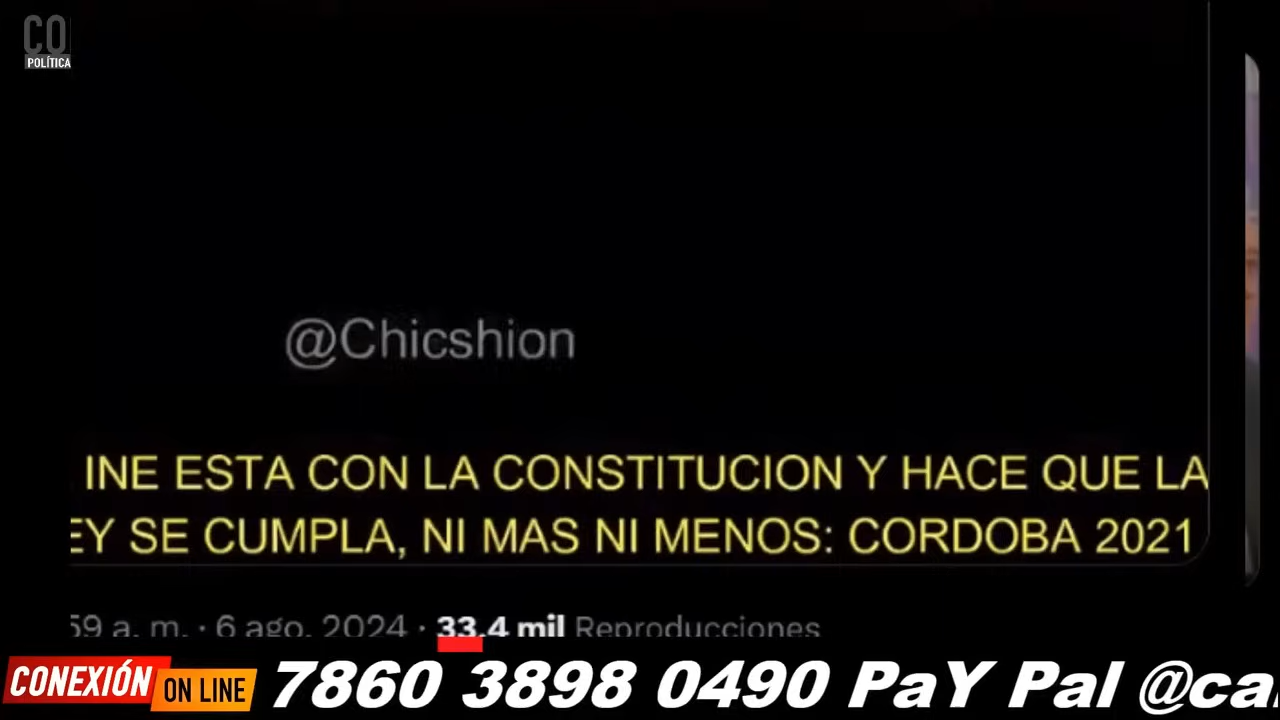 CO
POLÍTICA
@Chicshion
INE ESTA CON LA CONSTITUCION Y HACE QUE LA
EY SE CUMPLA, NI MAS NI MENOS: CORDOBA 2021
59 a. m. · 6 ago. 2024 · 33.4 mil Reproducciones
CONEXIÓN ON LINE 7860 3898 0490 PaY Pal @ca